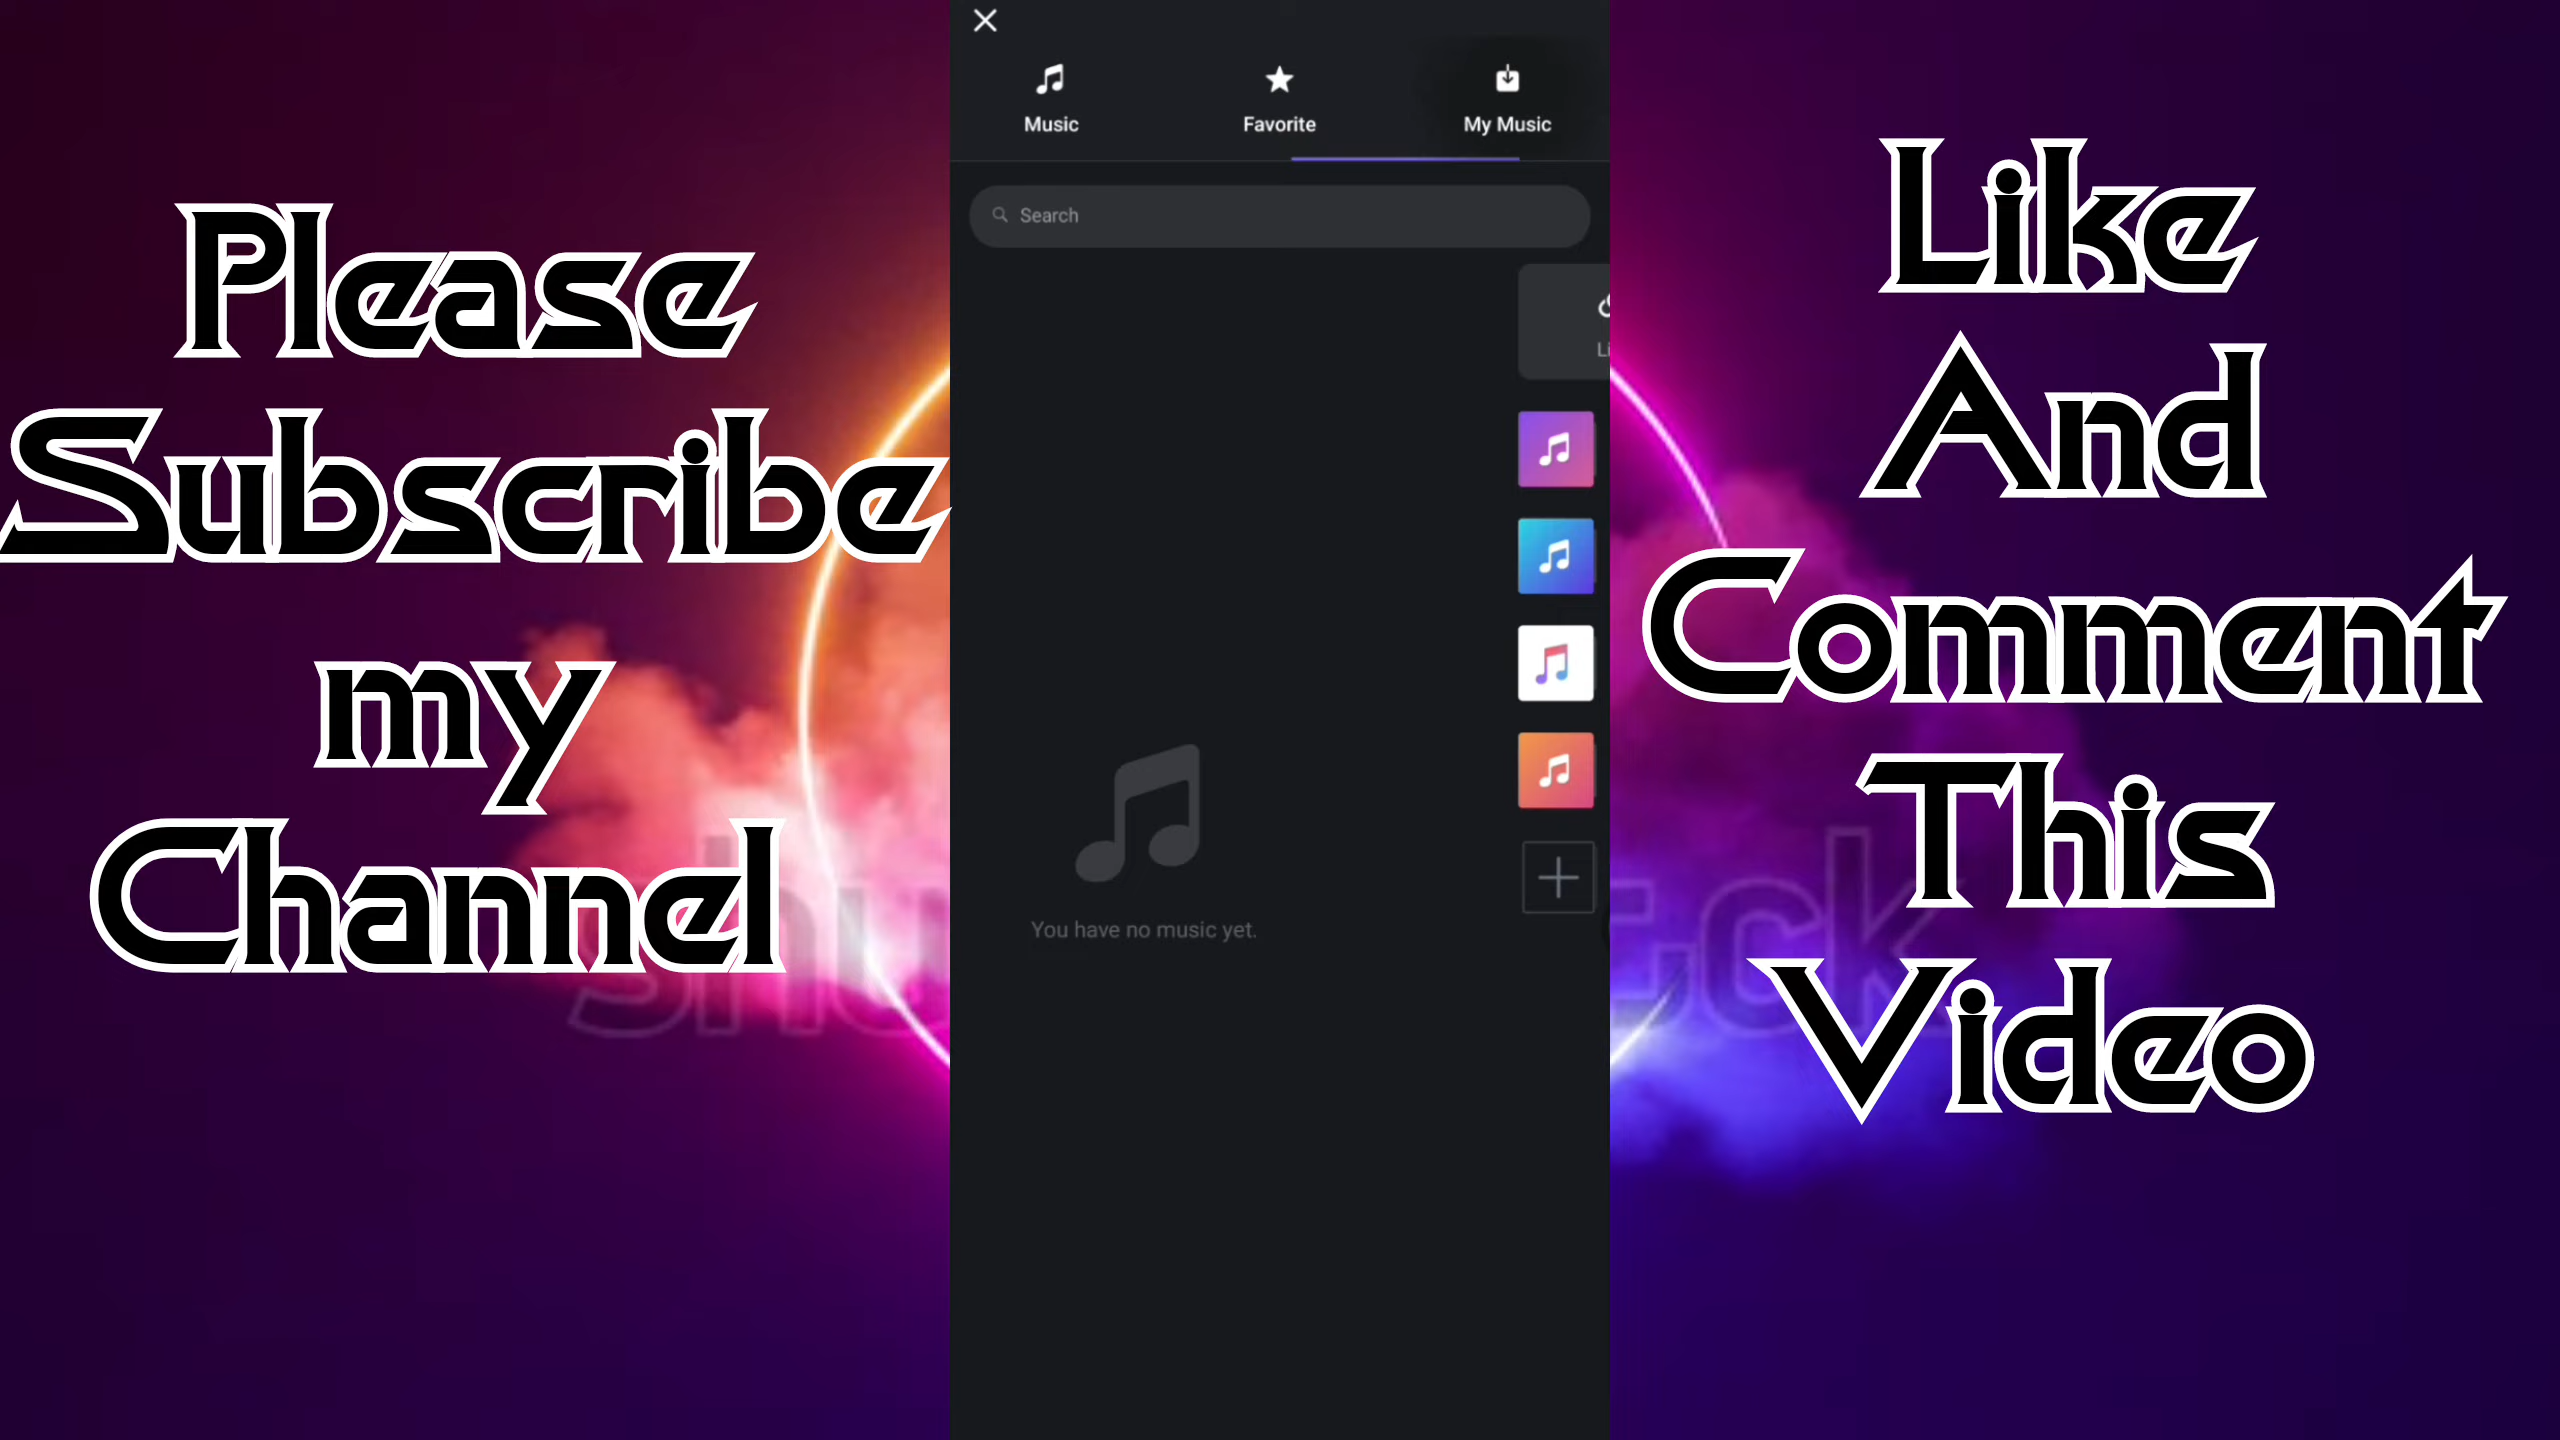 Please
Subscribe
my
Channel
Music
Favorite
My Music
Search
You have no music yet.
Like
And
Comment
This
Video